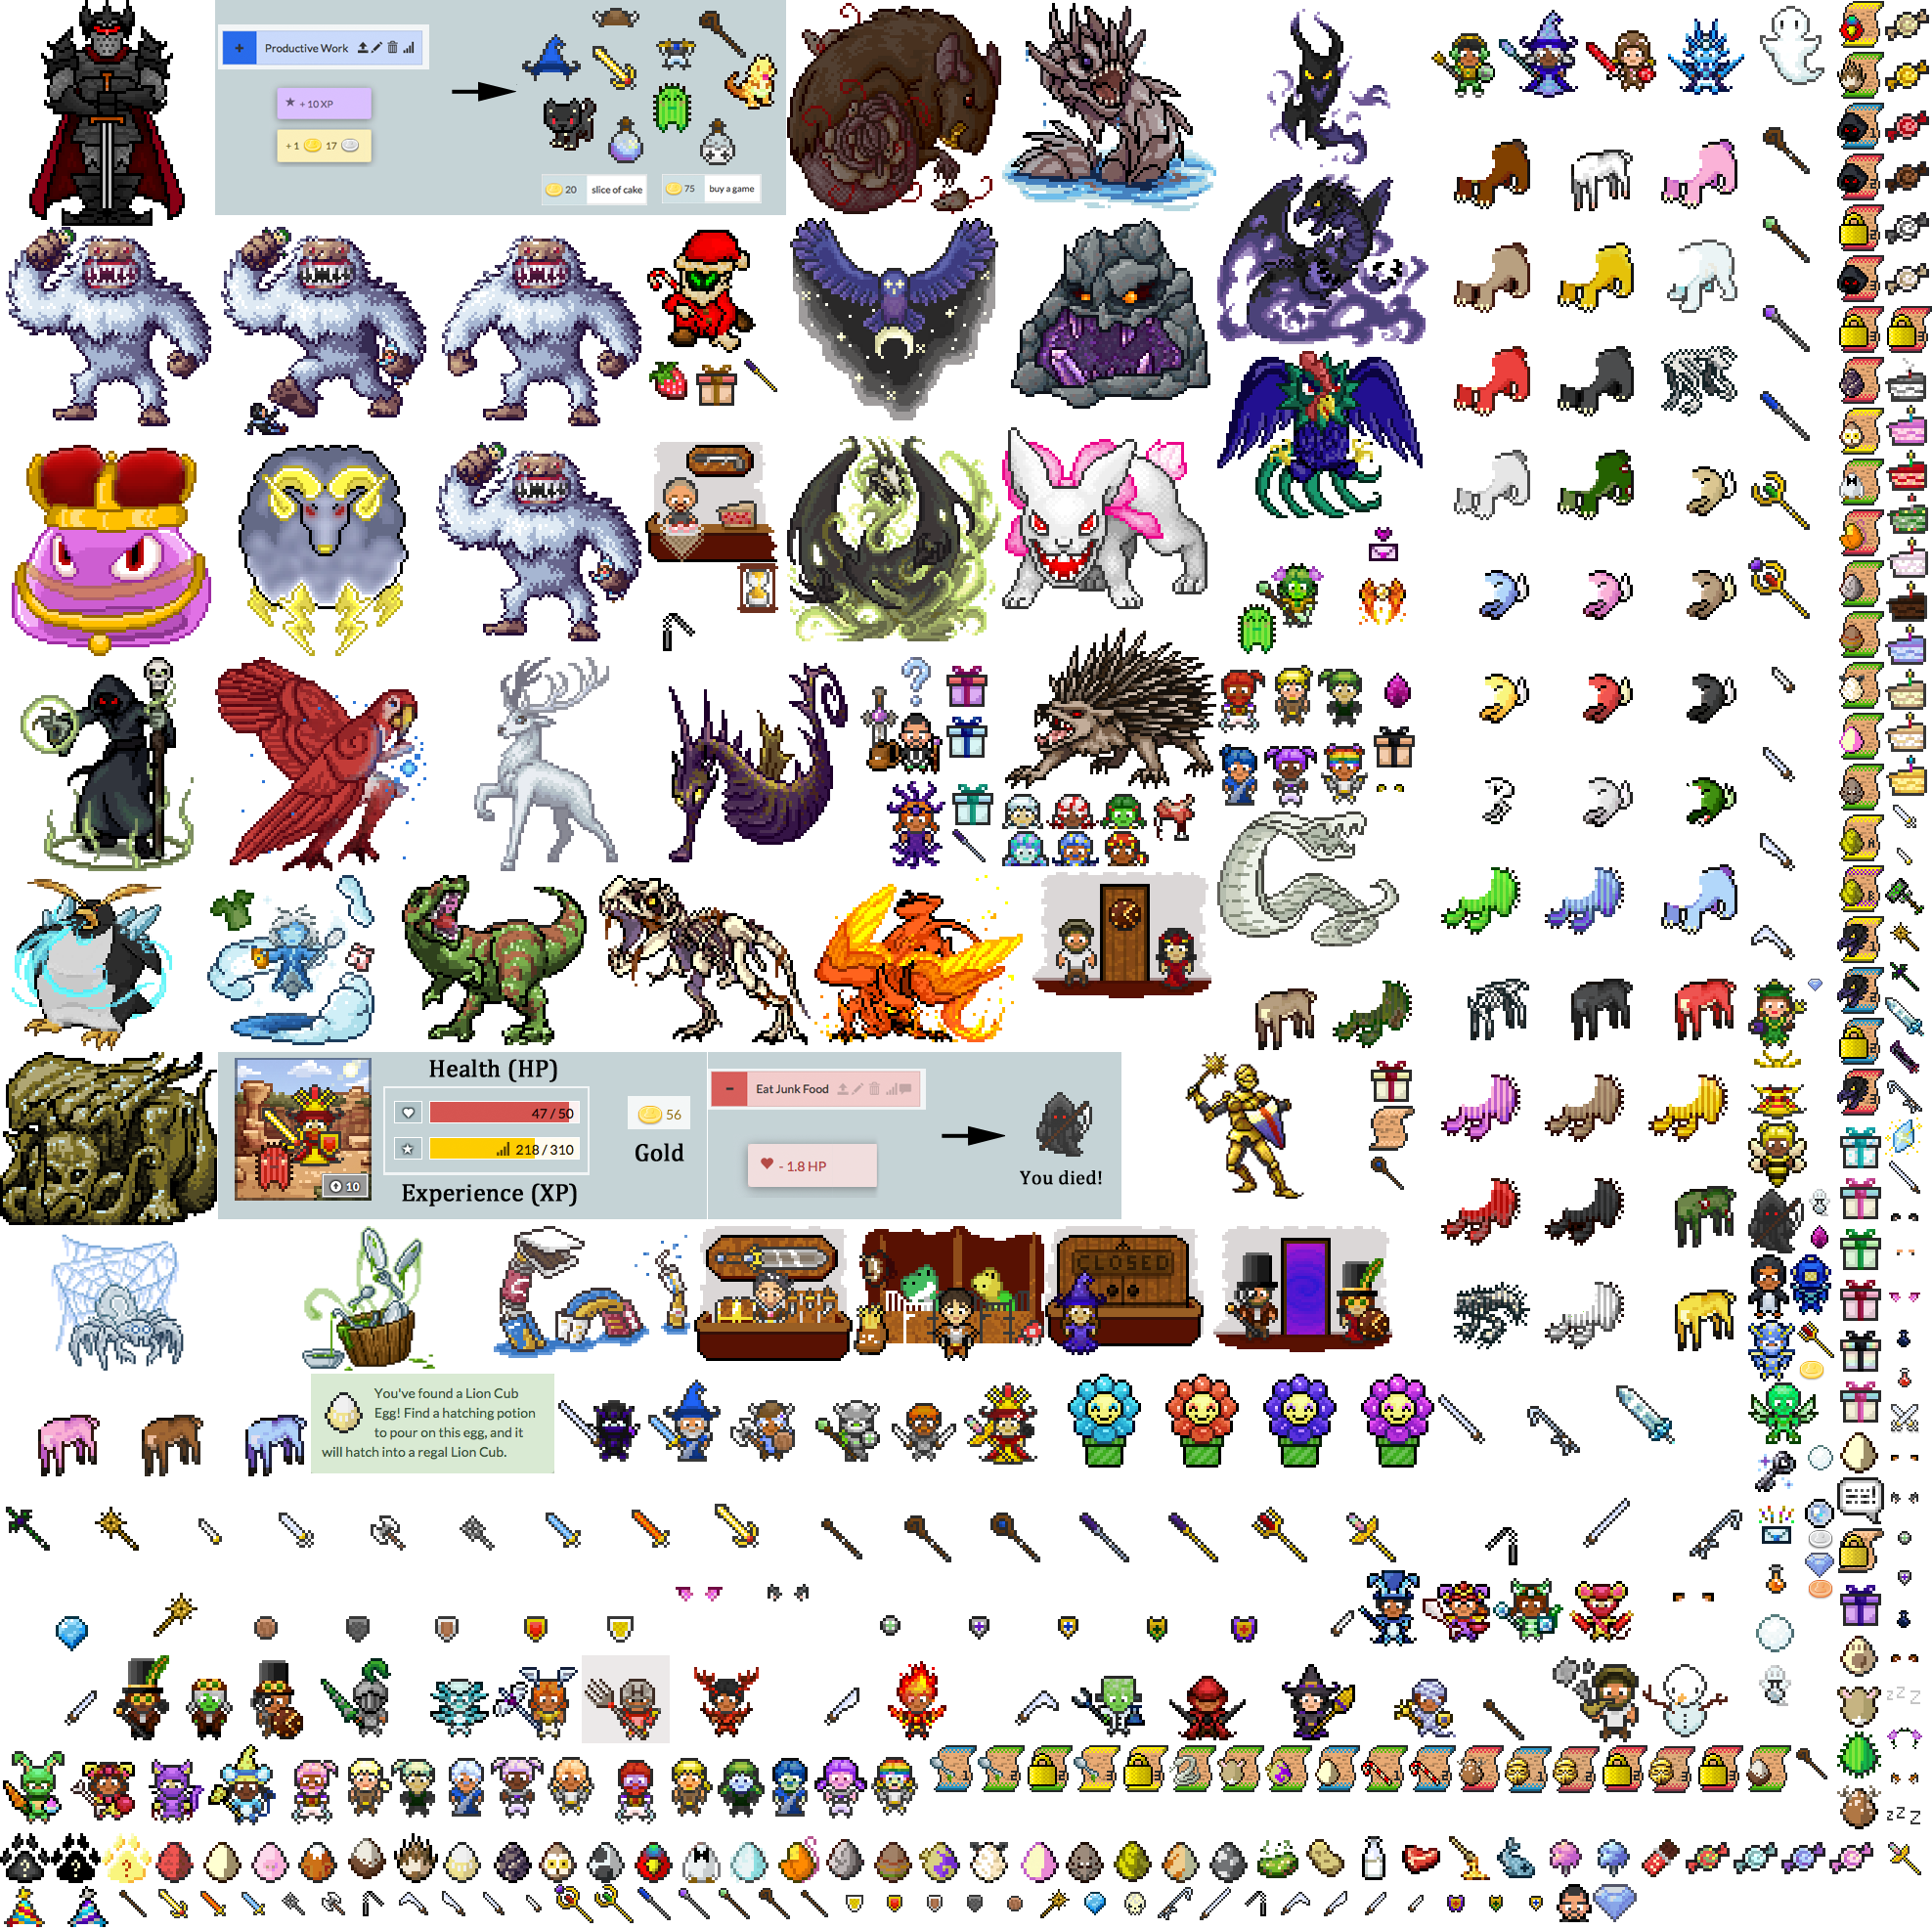 Productive Work
+ 10 XP
+ 1 17
20 slice of cake
75 buy a game
Health (HP)
47 / 50
218 / 310
Experience (XP)
10
56
Gold
Eat Junk Food
- 1.8 HP
You died!
CLOSED
You've found a Lion Cub
Egg! Find a hatching potion
to pour on this egg, and it
will hatch into a regal Lion Cub.